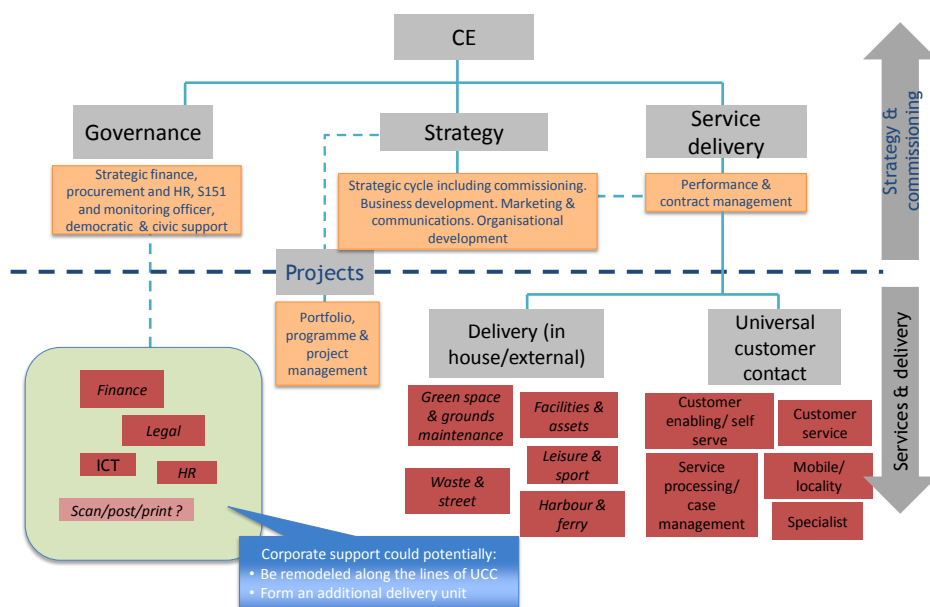 CE
Governance
Strategy
Service
delivery
Strategic finance,
procurement and HR, S151
and monitoring officer,
democratic & civic support
Strategic cycle including commissioning.
Business development. Marketing &
communications. Organisational
development
Performance &
contract management
Strategy &
commissioning
Projects
Portfolio,
programme &
project
management
Delivery (in
house/external)
Universal
customer
contact
Services & delivery
Finance
Legal
ICT
HR
Scan/post/print ?
Green space
& grounds
maintenance
Facilities &
assets
Leisure &
sport
Waste &
street
Harbour &
ferry
Customer
enabling/ self
serve
Customer
service
Service
processing/
case
management
Mobile/
locality
Specialist
Corporate support could potentially:
• Be remodeled along the lines of UCC
• Form an additional delivery unit